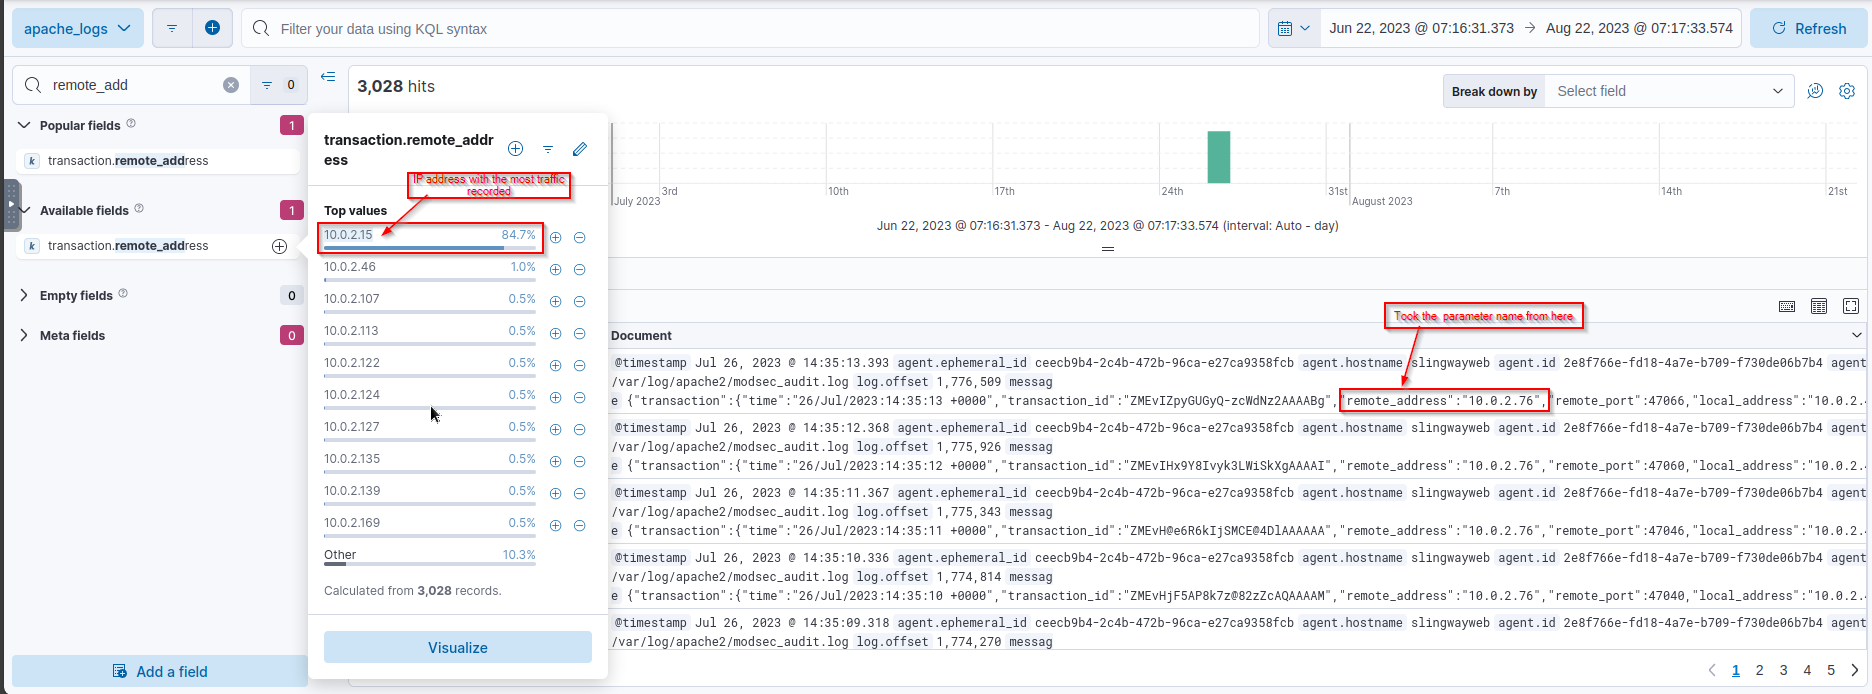 apache_logs
Filter your data using KQL syntax
Jun 22, 2023 @ 07:16:31.373 → Aug 22, 2023 @ 07:17:33.574
Refresh
remote_add
0
Popular fields
1
k transaction.remote_address
Available fields
1
k transaction.remote_address
Empty fields
0
Meta fields
0
Add a field
transaction.remote_addr
ess
IP address with the most traffic
recorded
Top values
10.0.2.15 84.7%
10.0.2.46 1.0%
10.0.2.107 0.5%
10.0.2.113 0.5%
10.0.2.122 0.5%
10.0.2.124 0.5%
10.0.2.127 0.5%
10.0.2.135 0.5%
10.0.2.139 0.5%
10.0.2.169 0.5%
Other 10.3%
Calculated from 3,028 records.
Visualize
3,028 hits
Break down by Select field
3rd 10th 17th 24th 31st 7th 14th 21st
July 2023 August 2023
Jun 22, 2023 @ 07:16:31.373 - Aug 22, 2023 @ 07:17:33.574 (interval: Auto - day)
Took the parameter name from here
Document
@timestamp Jul 26, 2023 @ 14:35:13.393 agent.ephemeral_id ceecb9b4-2c4b-472b-96ca-e27ca9358fcb agent.hostname slingwayweb agent.id 2e8f766e-fd18-4a7e-b709-f730de06b7b4 agent
/var/log/apache2/modsec_audit.log log.offset 1,776,509 messag
e {"transaction":{"time":"26/Jul/2023:14:35:13 +0000","transaction_id":"ZMEvIZpyGUGyQ-zcWdNz2AAAABg","remote_address":"10.0.2.76","remote_port":47066,"local_address":"10.0.2.
@timestamp Jul 26, 2023 @ 14:35:12.368 agent.ephemeral_id ceecb9b4-2c4b-472b-96ca-e27ca9358fcb agent.hostname slingwayweb agent.id 2e8f766e-fd18-4a7e-b709-f730de06b7b4 agent
/var/log/apache2/modsec_audit.log log.offset 1,775,926 messag
e {"transaction":{"time":"26/Jul/2023:14:35:12 +0000","transaction_id":"ZMEvIHx9Y8Ivyk3LWiSkXgAAAAI","remote_address":"10.0.2.76","remote_port":47060,"local_address":"10.0.2.
@timestamp Jul 26, 2023 @ 14:35:11.367 agent.ephemeral_id ceecb9b4-2c4b-472b-96ca-e27ca9358fcb agent.hostname slingwayweb agent.id 2e8f766e-fd18-4a7e-b709-f730de06b7b4 agent
/var/log/apache2/modsec_audit.log log.offset 1,775,343 messag
e {"transaction":{"time":"26/Jul/2023:14:35:11 +0000","transaction_id":"ZMEvH@e6R6kIjSMCE@4DlAAAAAA","remote_address":"10.0.2.76","remote_port":47046,"local_address":"10.0.2.
@timestamp Jul 26, 2023 @ 14:35:10.336 agent.ephemeral_id ceecb9b4-2c4b-472b-96ca-e27ca9358fcb agent.hostname slingwayweb agent.id 2e8f766e-fd18-4a7e-b709-f730de06b7b4 agent
/var/log/apache2/modsec_audit.log log.offset 1,774,814 messag
e {"transaction":{"time":"26/Jul/2023:14:35:10 +0000","transaction_id":"ZMEvHjF5AP8k7z@82zZcAQAAAAM","remote_address":"10.0.2.76","remote_port":47040,"local_address":"10.0.2.
@timestamp Jul 26, 2023 @ 14:35:09.318 agent.ephemeral_id ceecb9b4-2c4b-472b-96ca-e27ca9358fcb agent.hostname slingwayweb agent.id 2e8f766e-fd18-4a7e-b709-f730de06b7b4 agent
/var/log/apache2/modsec_audit.log log.offset 1,774,270 messag
1 2 3 4 5